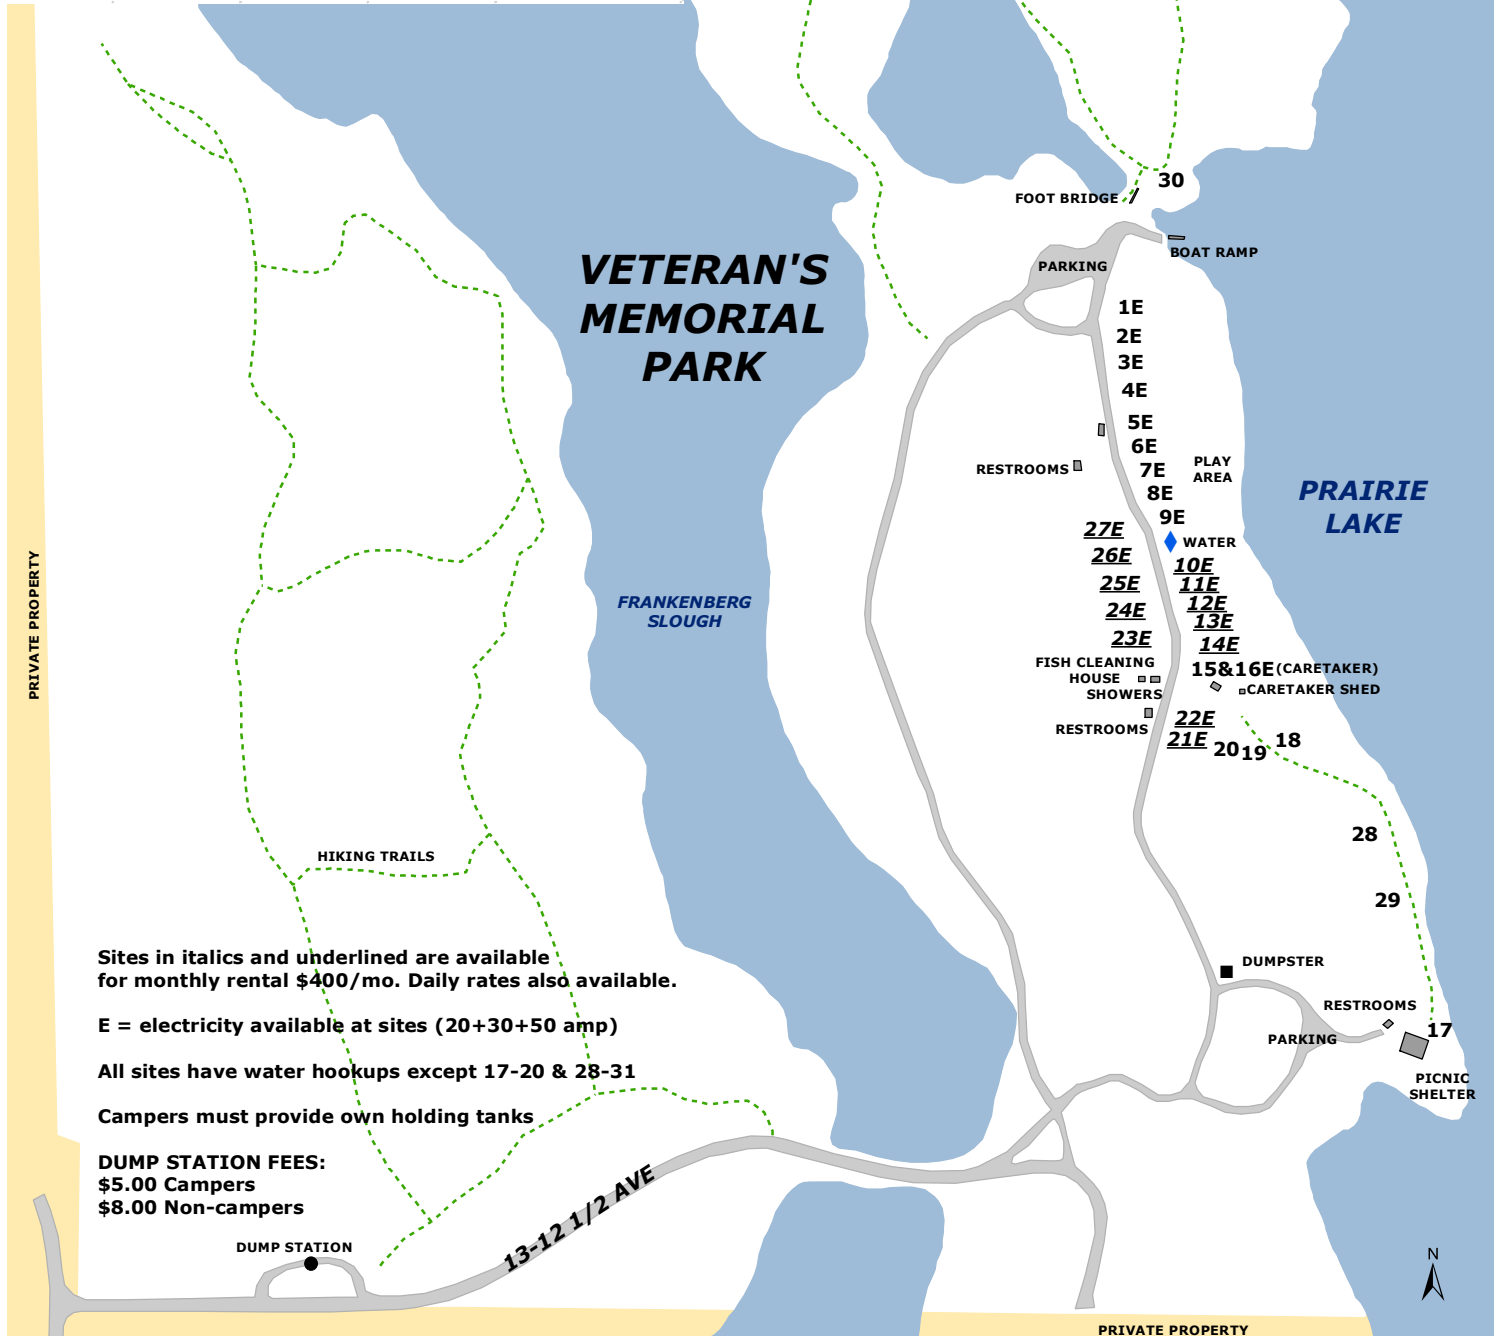 30
FOOT BRIDGE
BOAT RAMP
VETERAN'S
MEMORIAL
PARK
PARKING
1E
2E
3E
4E
5E
6E
7E
8E
9E
PLAY
AREA
RESTROOMS
PRAIRIE
LAKE
27E
26E
25E
24E
23E
WATER
10E
11E
12E
13E
14E
15&16E(CARETAKER)
CARETAKER SHED
FISH CLEANING
HOUSE
SHOWERS
RESTROOMS
22E
21E
20
19
18
FRANKENBERG
SLOUGH
PRIVATE PROPERTY
28
29
HIKING TRAILS
Sites in italics and underlined are available
for monthly rental $400/mo. Daily rates also available.
E = electricity available at sites (20+30+50 amp)
All sites have water hookups except 17-20 & 28-31
Campers must provide own holding tanks
DUMP STATION FEES:
$5.00 Campers
$8.00 Non-campers
DUMP STATION
13-12 1/2 AVE
DUMPSTER
RESTROOMS
PARKING
17
PICNIC
SHELTER
N
PRIVATE PROPERTY